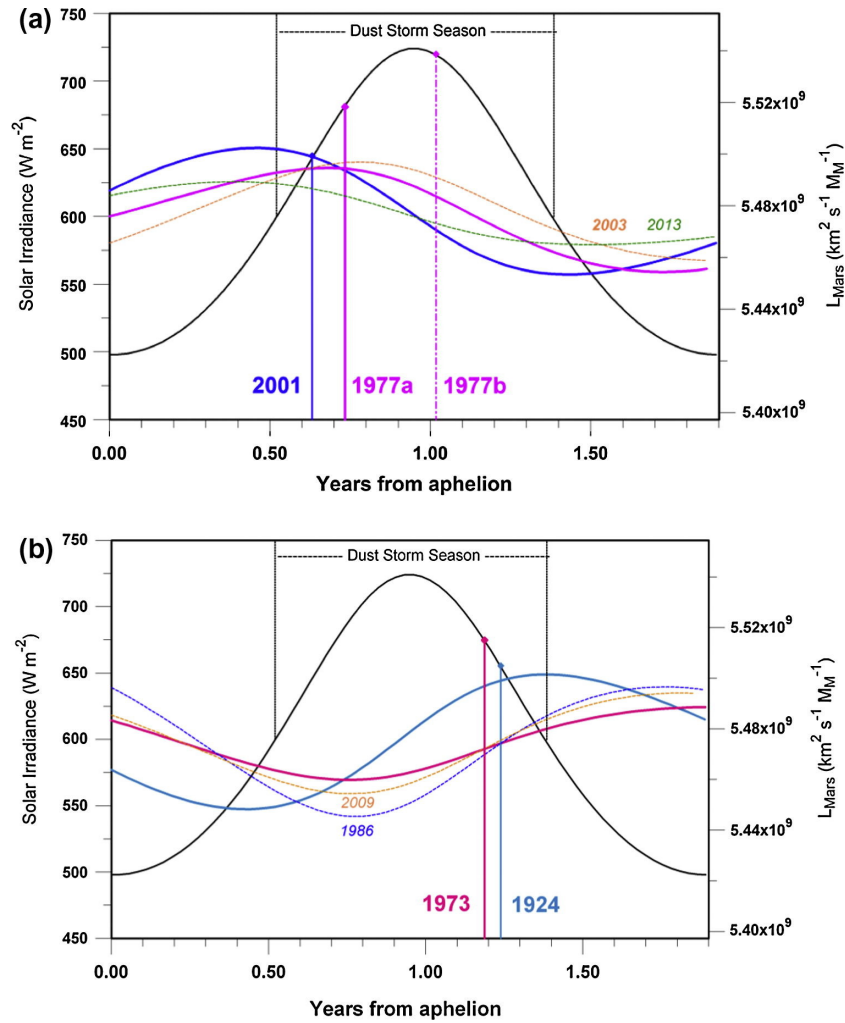 (a)
Dust Storm Season
750
700
650
600
550
500
450
Solar Irradiance (W m-2)
5.52x10⁹
5.48x10⁹
5.44x10⁹
5.40x10⁹
LMars (km² s-1 MM-1)
2003 2013
2001 1977a 1977b
0.00 0.50 1.00 1.50
Years from aphelion
(b)
Dust Storm Season
750
700
650
600
550
500
450
Solar Irradiance (W m-2)
5.52x10⁹
5.48x10⁹
5.44x10⁹
5.40x10⁹
LMars (km² s-1 MM-1)
2009
1986
1973 1924
0.00 0.50 1.00 1.50
Years from aphelion